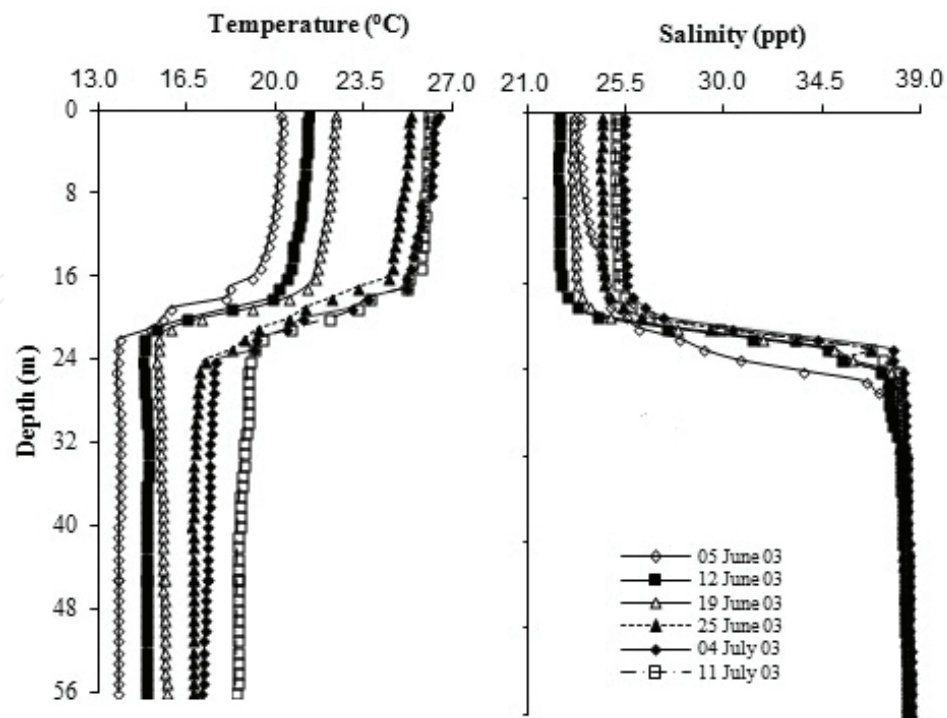 Temperature (⁰C)
13.0 16.5 20.0 23.5 27.0
Salinity (ppt)
21.0 25.5 30.0 34.5 39.0
Depth (m)
0
8
16
24
32
40
48
56
05 June 03
12 June 03
19 June 03
25 June 03
04 July 03
11 July 03